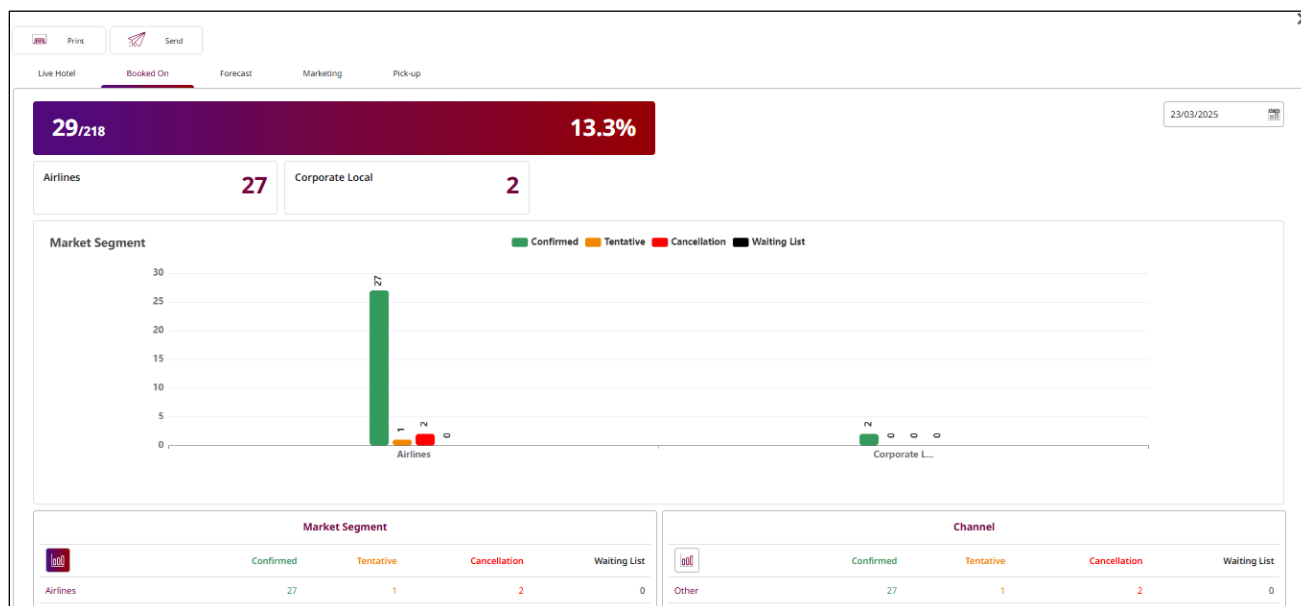 Print Send
Live Hotel Booked On Forecast Marketing Pick-up
29/218 13.3%
23/03/2025
Airlines 27 Corporate Local 2
Market Segment
Confirmed Tentative Cancellation Waiting List
30
25
20
15
10
5
0
27 1 2 0 2 0 0 0
Airlines Corporate L...
Market Segment
Confirmed Tentative Cancellation Waiting List
Airlines 27 1 2 0
Channel
Confirmed Tentative Cancellation Waiting List
Other 27 1 2 0